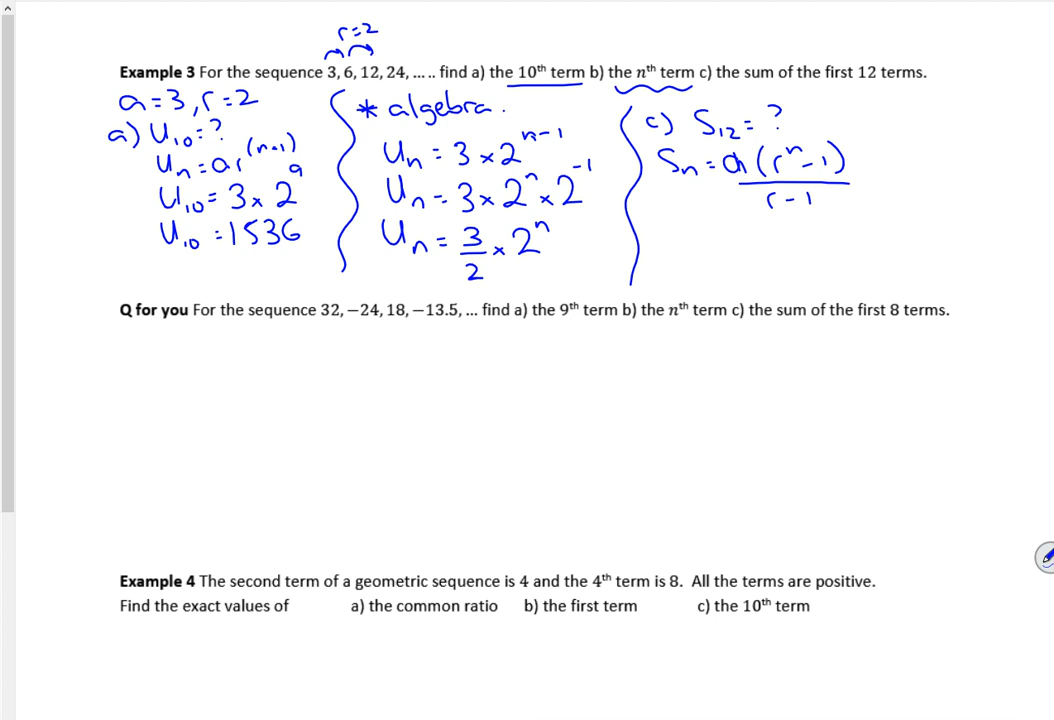 r=2
Example 3 For the sequence 3, 6, 12, 24, ….. find a) the 10th term b) the nth term c) the sum of the first 12 terms.
a=3, r=2
a) U10=?
Un=ar^(n-1)
U10=3×2^9
U10=1536
* algebra.
Un=3×2^n-1
Un=3×2^n×2^-1
Un=3/2×2^n
c) S12=?
Sn=a(r^n-1)
r-1
Q for you For the sequence 32, −24, 18, −13.5, … find a) the 9th term b) the nth term c) the sum of the first 8 terms.
Example 4 The second term of a geometric sequence is 4 and the 4th term is 8. All the terms are positive.
Find the exact values of a) the common ratio b) the first term c) the 10th term